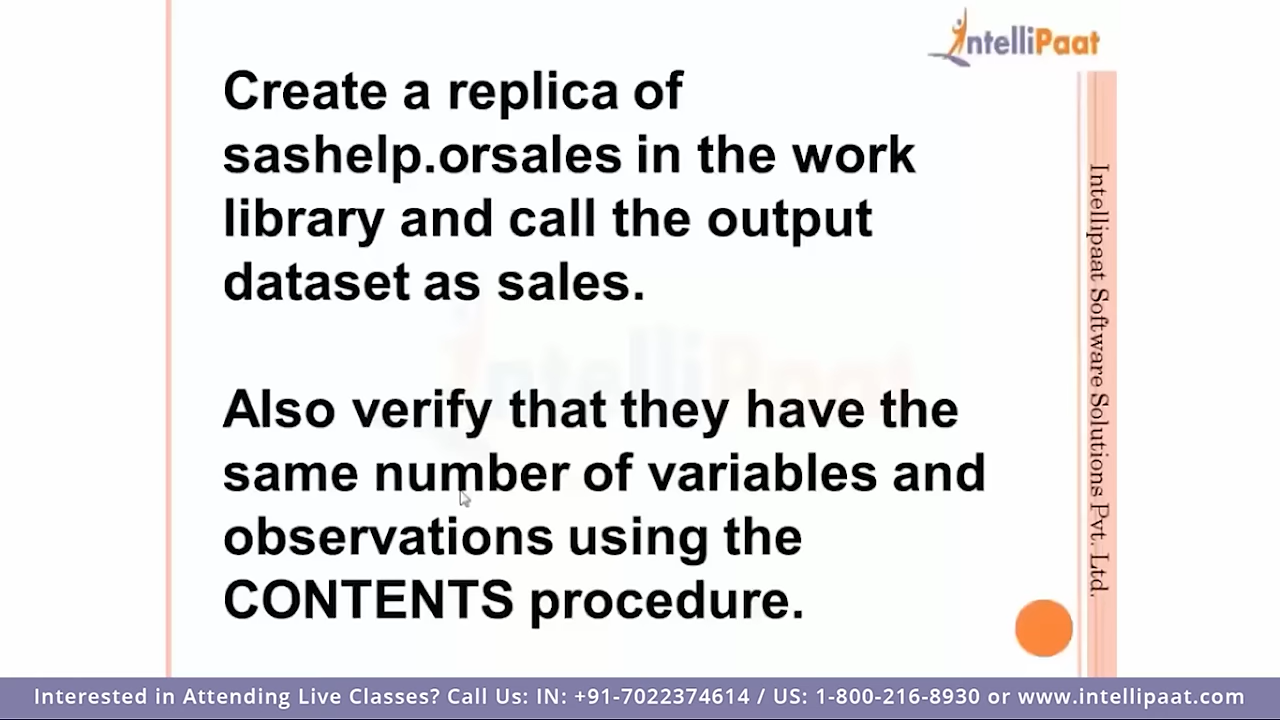 IntelliPaat
Create a replica of
sashelp.orsales in the work
library and call the output
dataset as sales.
Also verify that they have the
same number of variables and
observations using the
CONTENTS procedure.
Intellipaat Software Solutions Pvt. Ltd.
IntelliPaat
Interested in Attending Live Classes? Call Us: IN: +91-7022374614 / US: 1-800-216-8930 or www.intellipaat.com